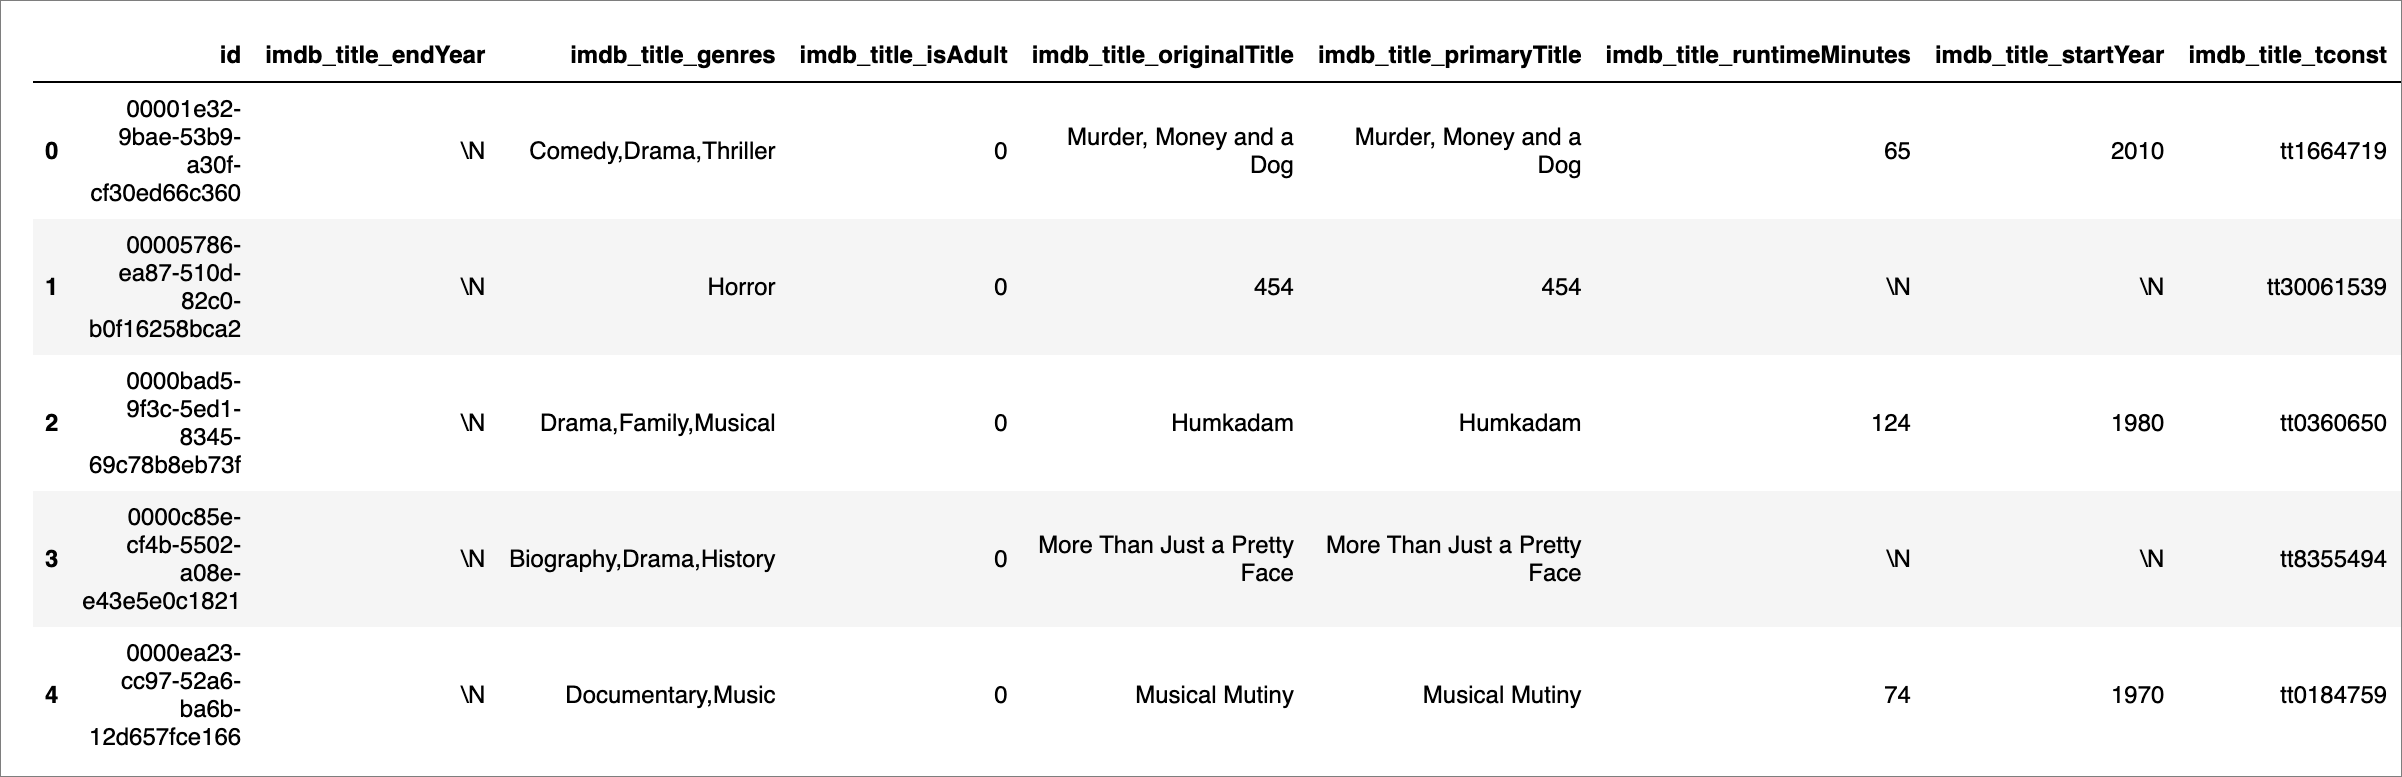 id imdb_title_endYear imdb_title_genres imdb_title_isAdult imdb_title_originalTitle imdb_title_primaryTitle imdb_title_runtimeMinutes imdb_title_startYear imdb_title_tconst
0 00001e32-
9bae-53b9-
a30f-
cf30ed66c360 \N Comedy,Drama,Thriller 0 Murder, Money and a
Dog Murder, Money and a
Dog 65 2010 tt1664719
1 00005786-
ea87-510d-
82c0-
b0f16258bca2 \N Horror 0 454 454 \N \N tt30061539
2 0000bad5-
9f3c-5ed1-
8345-
69c78b8eb73f \N Drama,Family,Musical 0 Humkadam Humkadam 124 1980 tt0360650
3 0000c85e-
cf4b-5502-
a08e-
e43e5e0c1821 \N Biography,Drama,History 0 More Than Just a Pretty
Face More Than Just a Pretty
Face \N \N tt8355494
4 0000ea23-
cc97-52a6-
ba6b-
12d657fce166 \N Documentary,Music 0 Musical Mutiny Musical Mutiny 74 1970 tt0184759